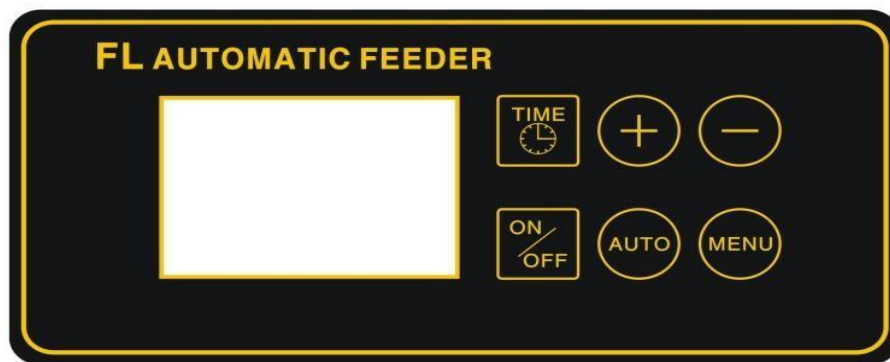 FL AUTOMATIC FEEDER
TIME
+
−
ON
/
OFF
AUTO
MENU